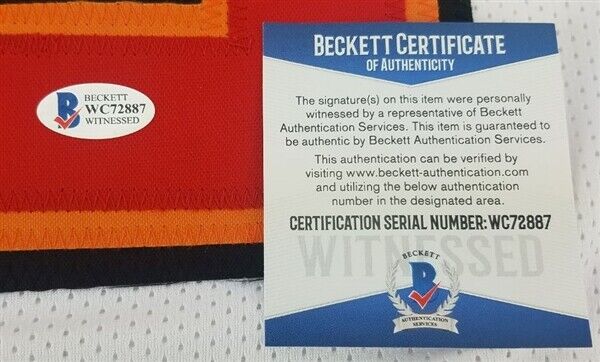 BECKETT
B
WC72887
WITNESSED
BECKETT CERTIFICATE
OF AUTHENTICITY
The signature(s) on this item were personally
witnessed by a representative of Beckett
Authentication Services. This item is guaranteed to
be authentic by Beckett Authentication Services.
This authentication can be verified by
visiting www.beckett-authentication.com
and utilizing the below authentication
number in the designated area.
CERTIFICATION SERIAL NUMBER: WC72887
WITNESSED
BECKETT
B
AUTHENTICATION
SERVICES